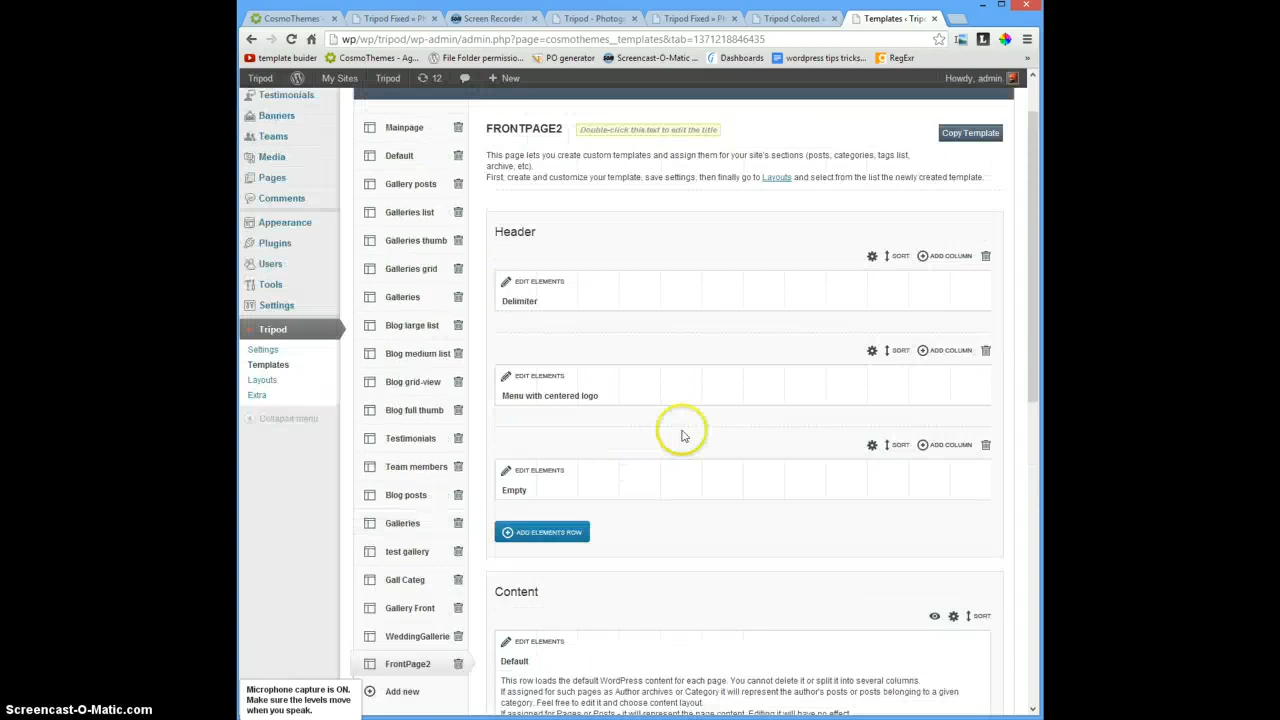 CosmoThemes -
Tripod Fixed » Ph
Screen Recorder
Tripod - Photog
Tripod Fixed » Ph
Tripod Colored »
Templates ‹ Trip
wp/wp/tripod/wp-admin/admin.php?page=cosmothemes__templates&tab=1371218846435
template buider
CosmoThemes - Ag...
File Folder permissio...
PO generator
Screencast-O-Matic ...
Dashboards
wordpress tips tricks...
RegExr
»
Tripod
My Sites
Tripod
12
+ New
Howdy, admin
Testimonials
Banners
Teams
Media
Pages
Comments
Appearance
Plugins
Users
Tools
Settings
Tripod
Settings
Templates
Layouts
Extra
Collapse menu
Mainpage
Default
Gallery posts
Galleries list
Galleries thumb
Galleries grid
Galleries
Blog large list
Blog medium list
Blog grid-view
Blog full thumb
Testimonials
Team members
Blog posts
Galleries
test gallery
Gall Categ
Gallery Front
WeddingGallerie
FrontPage2
Add new
FRONTPAGE2
Double-click this text to edit the title
Copy Template
This page lets you create custom templates and assign them for your site's sections (posts, categories, tags list,
archive, etc).
First, create and customize your template, save settings, then finally go to Layouts and select from the list the newly created template.
Header
SORT
ADD COLUMN
EDIT ELEMENTS
Delimiter
SORT
ADD COLUMN
EDIT ELEMENTS
Menu with centered logo
SORT
ADD COLUMN
EDIT ELEMENTS
Empty
ADD ELEMENTS ROW
Content
SORT
EDIT ELEMENTS
Default
This row loads the default WordPress content for each page. You cannot delete it or split it into several columns.
If assigned for such pages as Author archives or Category it will represent the author's posts or posts belonging to a given
category. Feel free to edit it and choose content layout.
If assigned for Pages or Posts - it will represent the page content. Editing it will have no effect.
Microphone capture is ON.
Make sure the levels move
when you speak.
Screencast-O-Matic.com